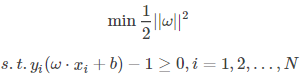 min 1/2 ||ω||²
s.t. yᵢ(ω · xᵢ + b) − 1 ≥ 0, i = 1, 2, . . . , N